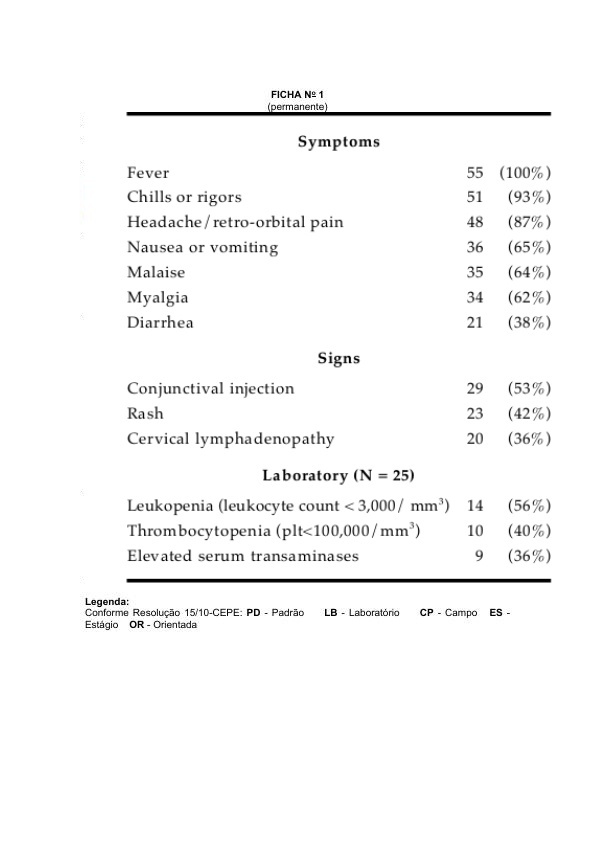 FICHA Nº 1
(permanente)
Symptoms
Fever 55 (100%)
Chills or rigors 51 (93%)
Headache/retro-orbital pain 48 (87%)
Nausea or vomiting 36 (65%)
Malaise 35 (64%)
Myalgia 34 (62%)
Diarrhea 21 (38%)
Signs
Conjunctival injection 29 (53%)
Rash 23 (42%)
Cervical lymphadenopathy 20 (36%)
Laboratory (N = 25)
Leukopenia (leukocyte count < 3,000/ mm³) 14 (56%)
Thrombocytopenia (plt<100,000/mm³) 10 (40%)
Elevated serum transaminases 9 (36%)
Legenda:
Conforme Resolução 15/10-CEPE: PD - Padrão LB - Laboratório CP - Campo ES -
Estágio OR - Orientada